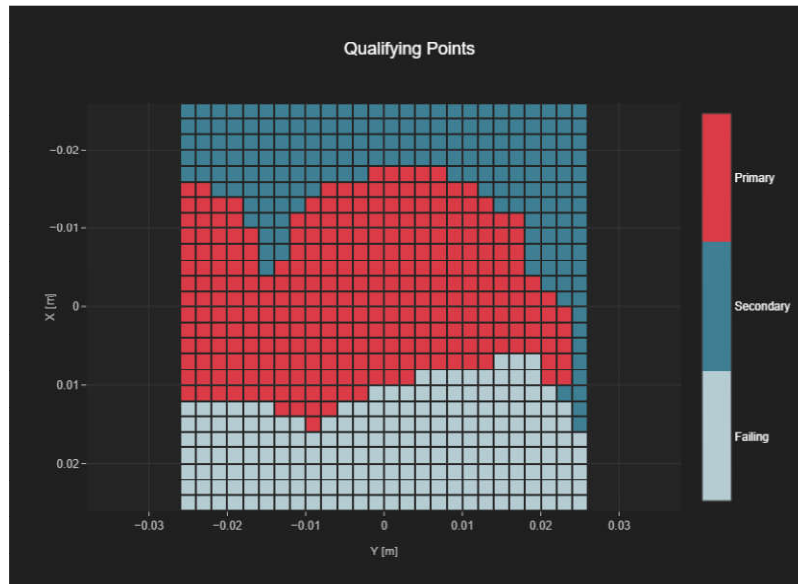 Qualifying Points
−0.02
−0.01
0
0.01
0.02
X [m]
−0.03
−0.02
−0.01
0
0.01
0.02
0.03
Y [m]
Primary
Secondary
Failing